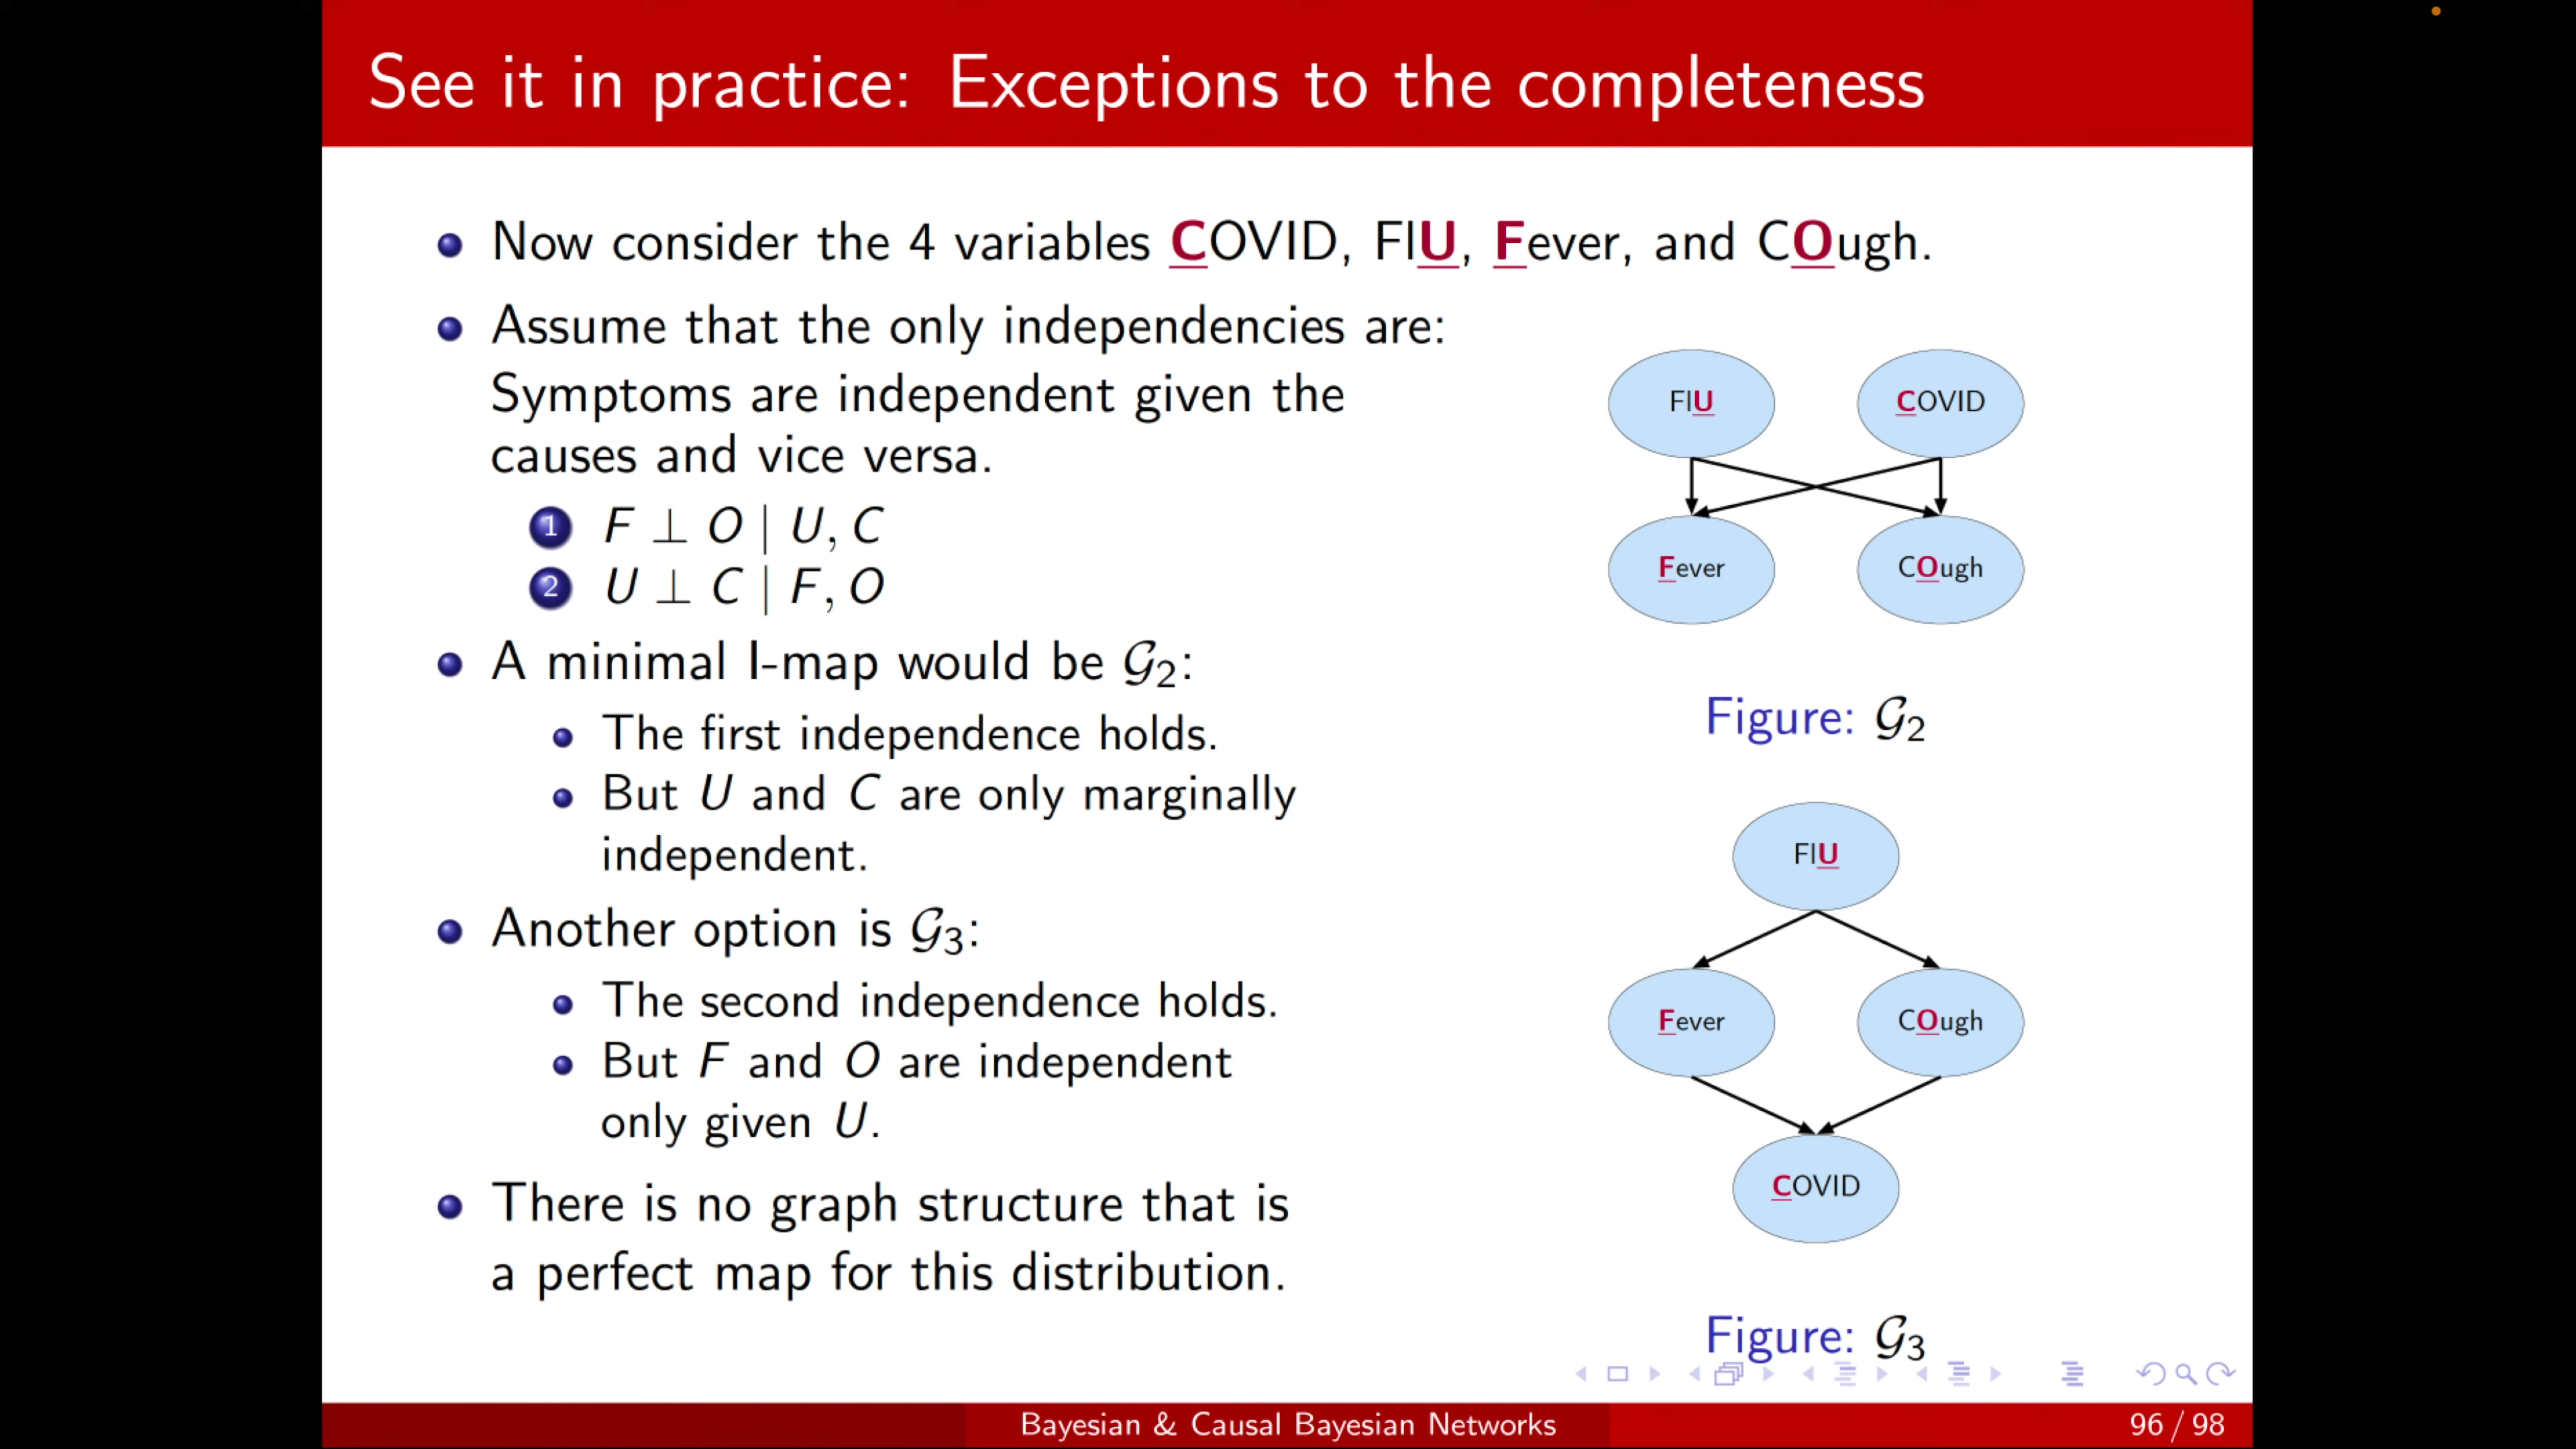 See it in practice: Exceptions to the completeness
Now consider the 4 variables COVID, FlU, Fever, and COugh.
Assume that the only independencies are:
Symptoms are independent given the
causes and vice versa.
1 F ⊥ O | U, C
2 U ⊥ C | F, O
A minimal I-map would be 𝒢₂:
The first independence holds.
But U and C are only marginally
independent.
Another option is 𝒢₃:
The second independence holds.
But F and O are independent
only given U.
There is no graph structure that is
a perfect map for this distribution.
FlU
COVID
Fever
COugh
Figure: 𝒢₂
FlU
Fever
COugh
COVID
Figure: 𝒢₃
Bayesian & Causal Bayesian Networks
96 / 98